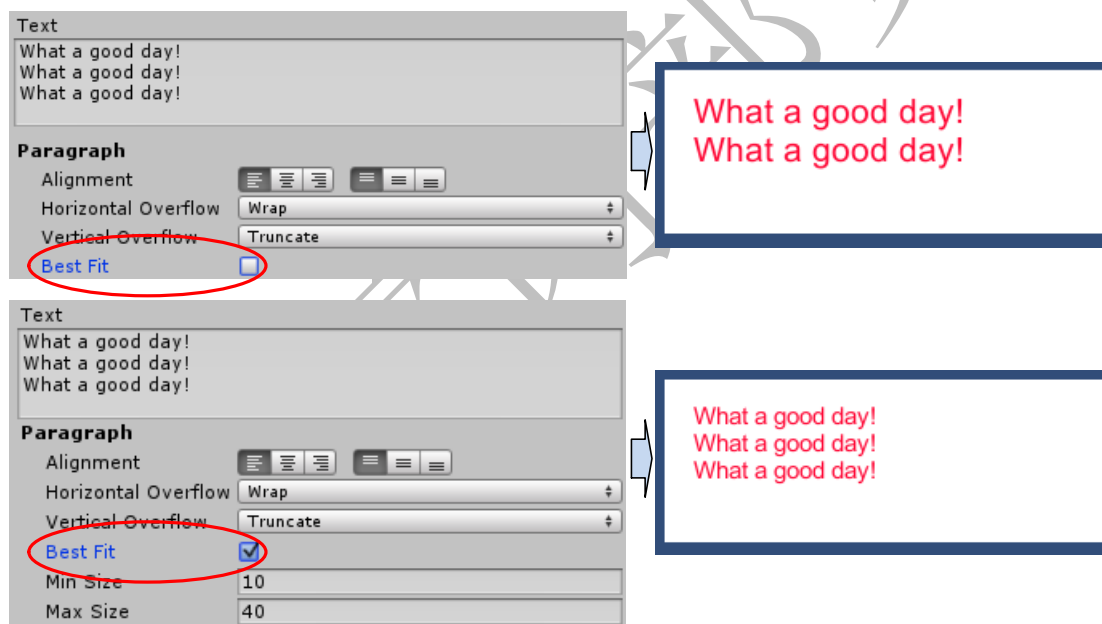 Text
What a good day!
What a good day!
What a good day!
Paragraph
Alignment
Horizontal Overflow Wrap
Vertical Overflow Truncate
Best Fit
What a good day!
What a good day!
Text
What a good day!
What a good day!
What a good day!
Paragraph
Alignment
Horizontal Overflow Wrap
Vertical Overflow Truncate
Best Fit
Min Size 10
Max Size 40
What a good day!
What a good day!
What a good day!